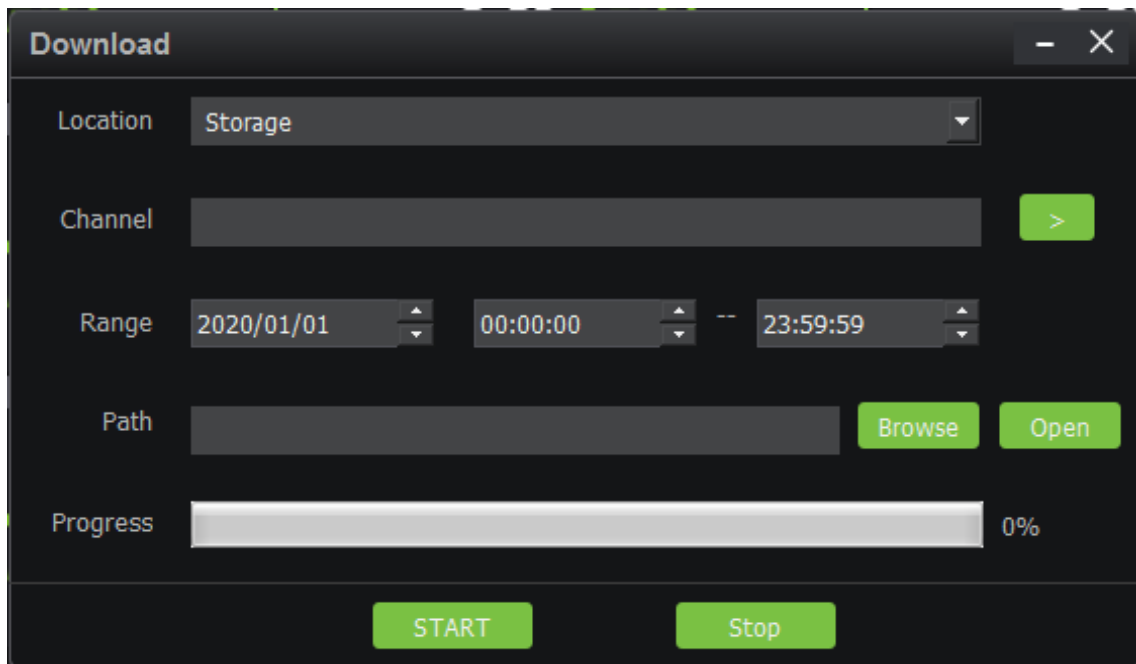 Download
Location Storage
Channel >
Range 2020/01/01 00:00:00 -- 23:59:59
Path Browse Open
Progress 0%
START Stop